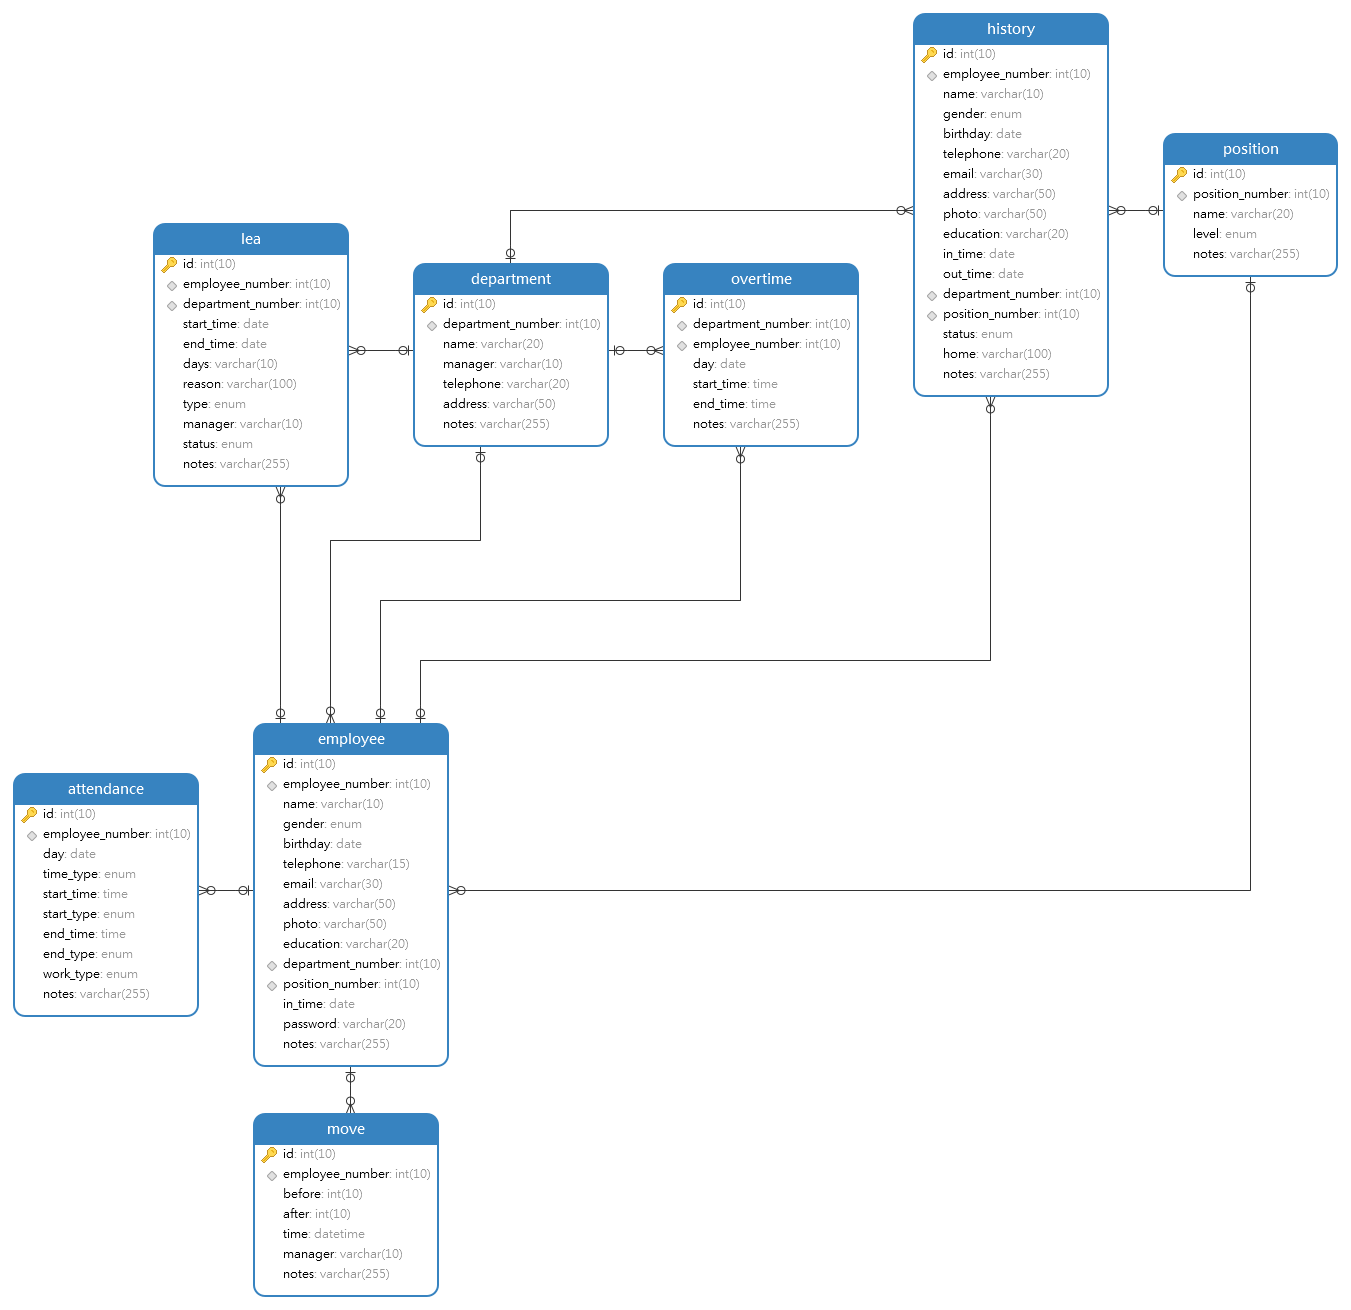 history
id: int(10)
employee_number: int(10)
name: varchar(10)
gender: enum
birthday: date
telephone: varchar(20)
email: varchar(30)
address: varchar(50)
photo: varchar(50)
education: varchar(20)
in_time: date
out_time: date
department_number: int(10)
position_number: int(10)
status: enum
home: varchar(100)
notes: varchar(255)
position
id: int(10)
position_number: int(10)
name: varchar(20)
level: enum
notes: varchar(255)
lea
id: int(10)
employee_number: int(10)
department_number: int(10)
start_time: date
end_time: date
days: varchar(10)
reason: varchar(100)
type: enum
manager: varchar(10)
status: enum
notes: varchar(255)
department
id: int(10)
department_number: int(10)
name: varchar(20)
manager: varchar(10)
telephone: varchar(20)
address: varchar(50)
notes: varchar(255)
overtime
id: int(10)
department_number: int(10)
employee_number: int(10)
day: date
start_time: time
end_time: time
notes: varchar(255)
employee
id: int(10)
employee_number: int(10)
name: varchar(10)
gender: enum
birthday: date
telephone: varchar(15)
email: varchar(30)
address: varchar(50)
photo: varchar(50)
education: varchar(20)
department_number: int(10)
position_number: int(10)
in_time: date
password: varchar(20)
notes: varchar(255)
attendance
id: int(10)
employee_number: int(10)
day: date
time_type: enum
start_time: time
start_type: enum
end_time: time
end_type: enum
work_type: enum
notes: varchar(255)
move
id: int(10)
employee_number: int(10)
before: int(10)
after: int(10)
time: datetime
manager: varchar(10)
notes: varchar(255)